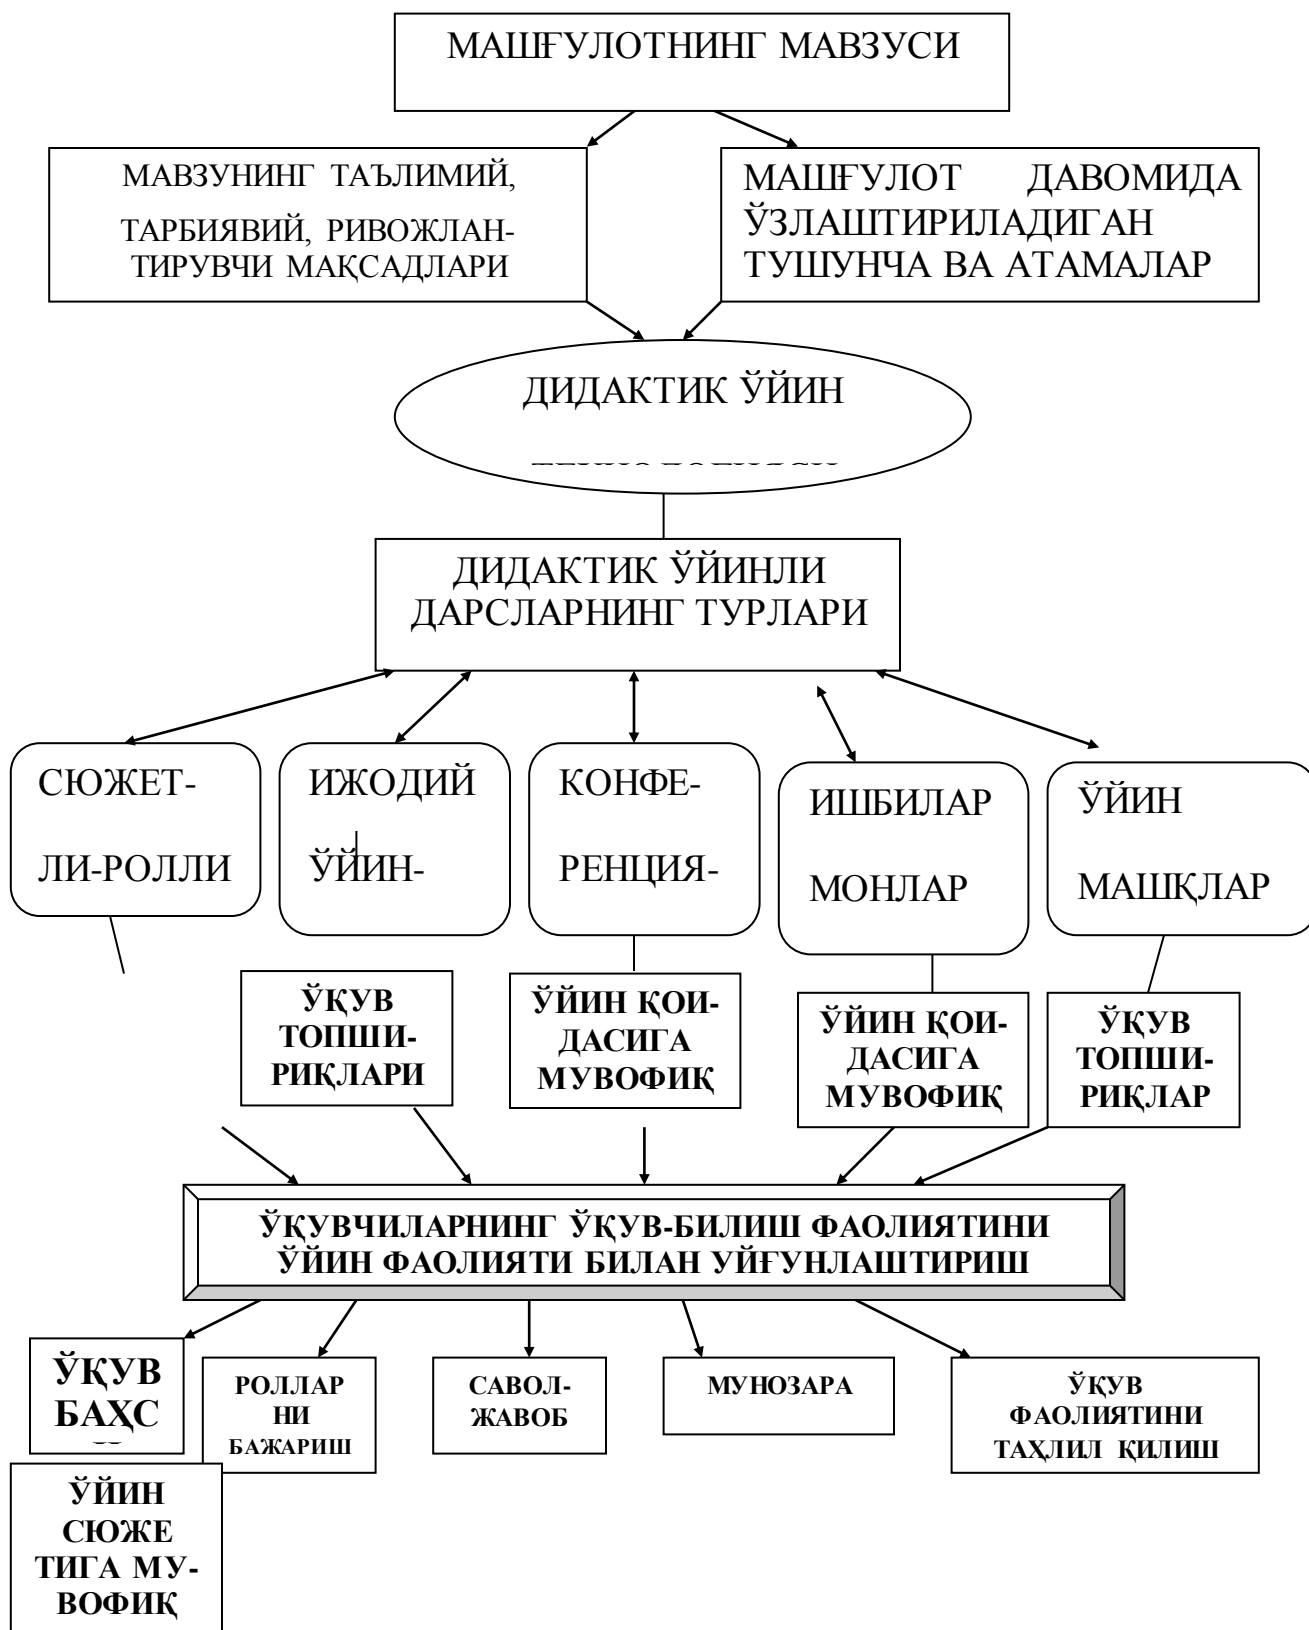 МАШҒУЛОТНИНГ МАВЗУСИ
МАВЗУНИНГ ТАЪЛИМИЙ,
ТАРБИЯВИЙ, РИВОЖЛАН-
ТИРУВЧИ МАҚСАДЛАРИ
МАШҒУЛОТ ДАВОМИДА
ЎЗЛАШТИРИЛАДИГАН
ТУШУНЧА ВА АТАМАЛАР
ДИДАКТИК ЎЙИН
ДИДАКТИК ЎЙИНЛИ
ДАРСЛАРНИНГ ТУРЛАРИ
СЮЖЕТ-
ЛИ-РОЛЛИ
ИЖОДИЙ
ЎЙИН-
КОНФЕ-
РЕНЦИЯ-
ИШБИЛАР
МОНЛАР
ЎЙИН
МАШҚЛАР
ЎҚУВ
ТОПШИ-
РИҚЛАРИ
ЎЙИН ҚОИ-
ДАСИГА
МУВОФИҚ
ЎЙИН ҚОИ-
ДАСИГА
МУВОФИҚ
ЎҚУВ
ТОПШИ-
РИҚЛАР
ЎҚУВЧИЛАРНИНГ ЎҚУВ-БИЛИШ ФАОЛИЯТИНИ
ЎЙИН ФАОЛИЯТИ БИЛАН УЙҒУНЛАШТИРИШ
ЎҚУВ
БАҲС
РОЛЛАР
НИ
БАЖАРИШ
САВОЛ-
ЖАВОБ
МУНОЗАРА
ЎҚУВ
ФАОЛИЯТИНИ
ТАҲЛИЛ ҚИЛИШ
ЎЙИН
СЮЖЕ
ТИГА МУ-
ВОФИҚ